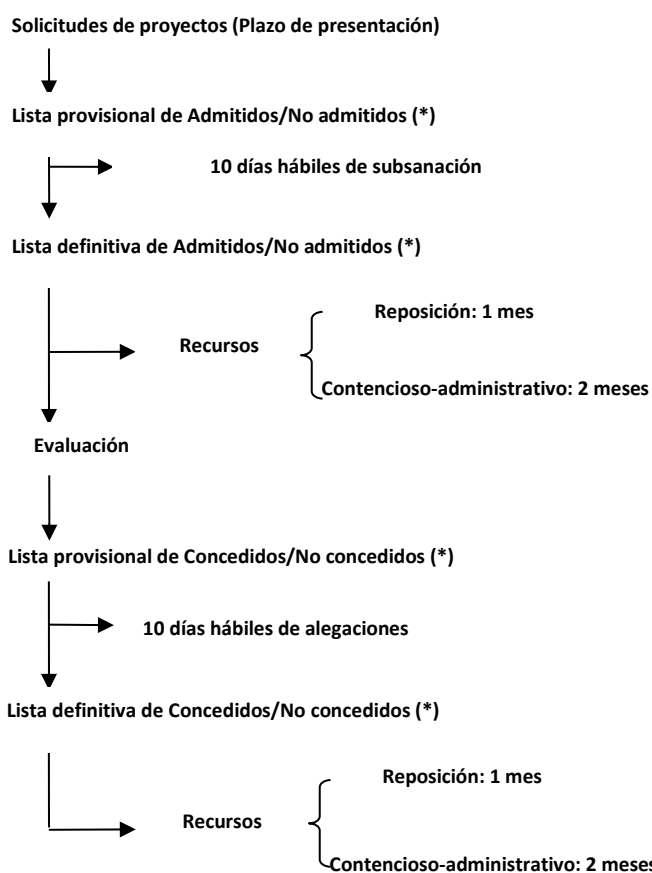 Solicitudes de proyectos (Plazo de presentación)
Lista provisional de Admitidos/No admitidos (*)
10 días hábiles de subsanación
Lista definitiva de Admitidos/No admitidos (*)
Reposición: 1 mes
Recursos
Contencioso-administrativo: 2 meses
Evaluación
Lista provisional de Concedidos/No concedidos (*)
10 días hábiles de alegaciones
Lista definitiva de Concedidos/No concedidos (*)
Reposición: 1 mes
Recursos
Contencioso-administrativo: 2 meses